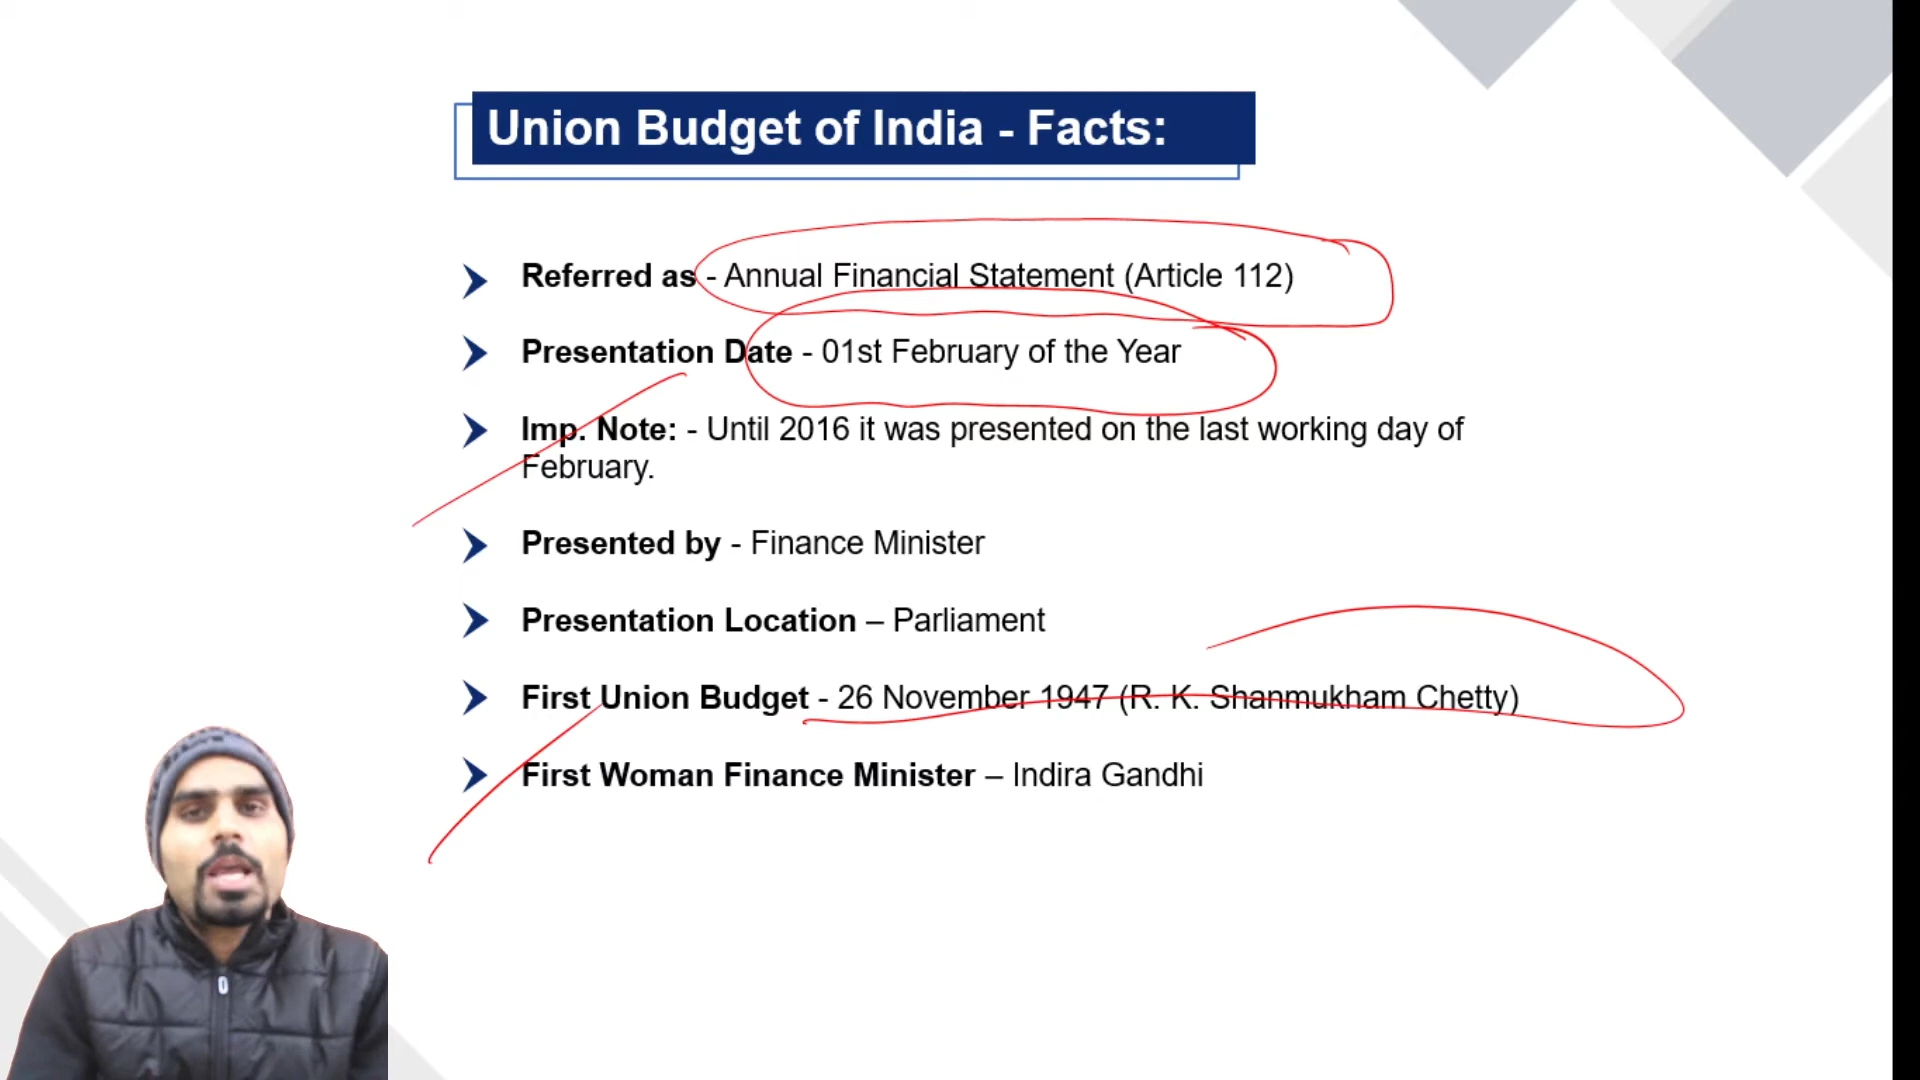 Union Budget of India - Facts:
Referred as - Annual Financial Statement (Article 112)
Presentation Date - 01st February of the Year
Imp. Note: - Until 2016 it was presented on the last working day of
February.
Presented by - Finance Minister
Presentation Location – Parliament
First Union Budget - 26 November 1947 (R. K. Shanmukham Chetty)
First Woman Finance Minister – Indira Gandhi